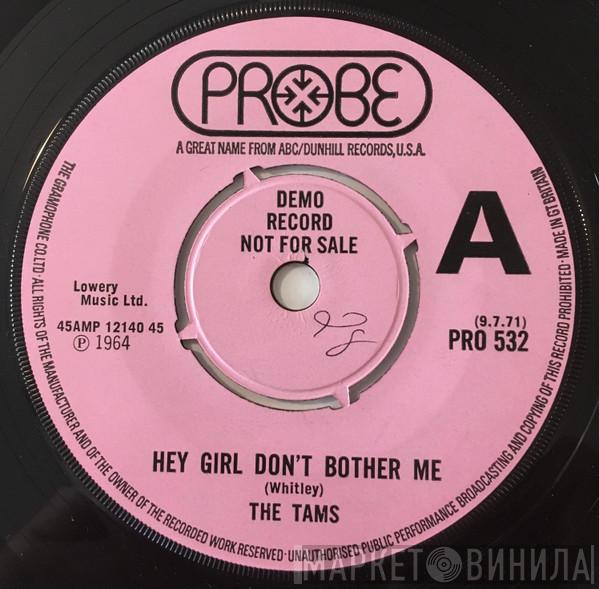 PROBE
A GREAT NAME FROM ABC/DUNHILL RECORDS, U.S.A.
DEMO
RECORD
NOT FOR SALE
A
Lowery
Music Ltd.
45AMP 12140 45
Ⓟ 1964
(9.7.71)
PRO 532
HEY GIRL DON'T BOTHER ME
(Whitley)
THE TAMS
THE GRAMOPHONE CO. LTD · ALL RIGHTS OF THE MANUFACTURER AND OF THE OWNER OF THE RECORDED WORK RESERVED · UNAUTHORISED PUBLIC PERFORMANCE BROADCASTING AND COPYING OF THIS RECORD PROHIBITED · MADE IN GT BRITAIN
МАРКЕТ ВИНИЛА